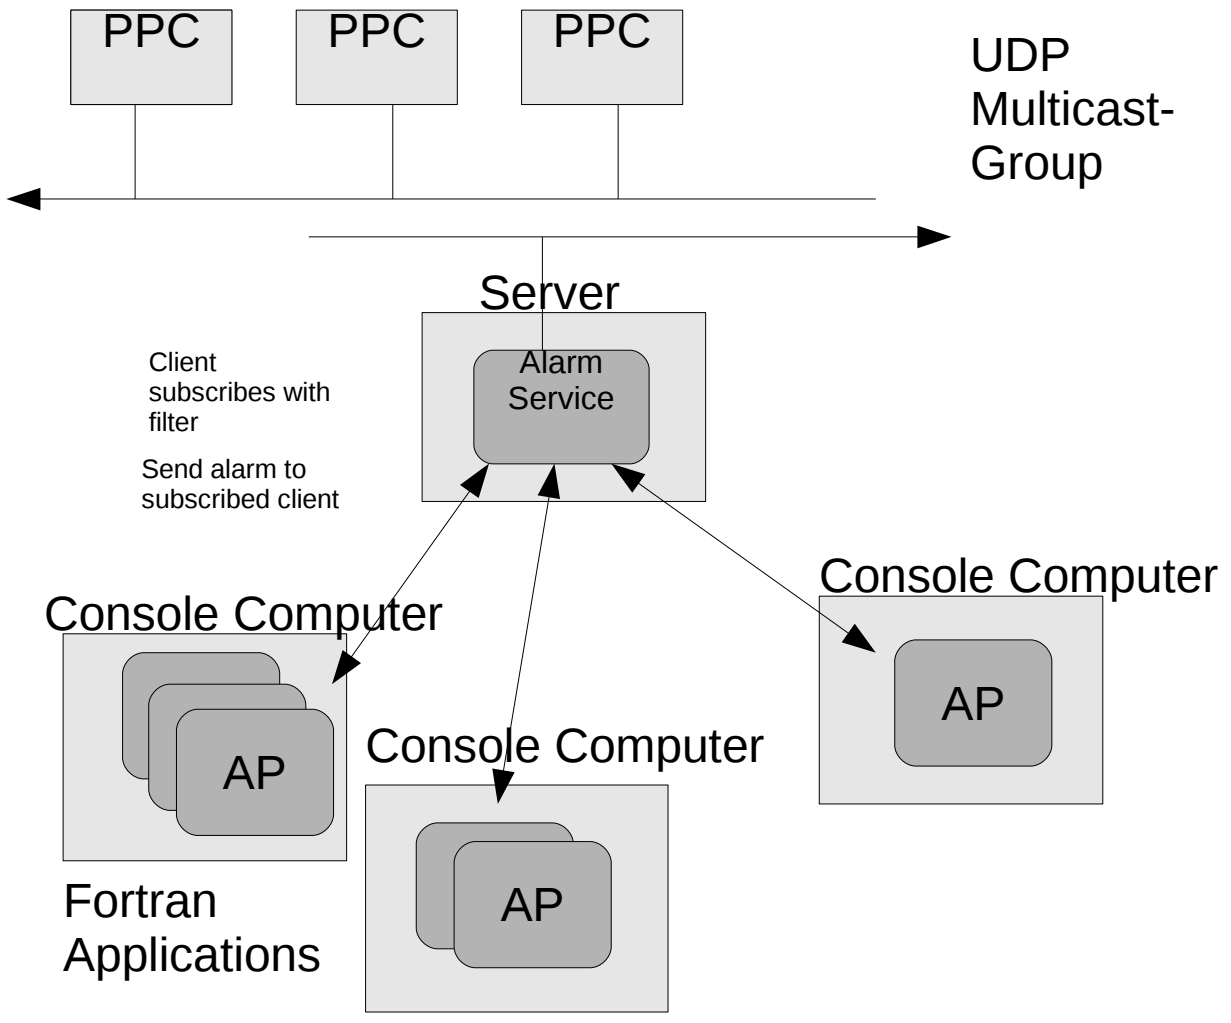 PPC
PPC
PPC
UDP
Multicast-
Group
Server
Alarm
Service
Client
subscribes with
filter
Send alarm to
subscribed client
Console Computer
AP
Console Computer
AP
Console Computer
AP
Fortran
Applications